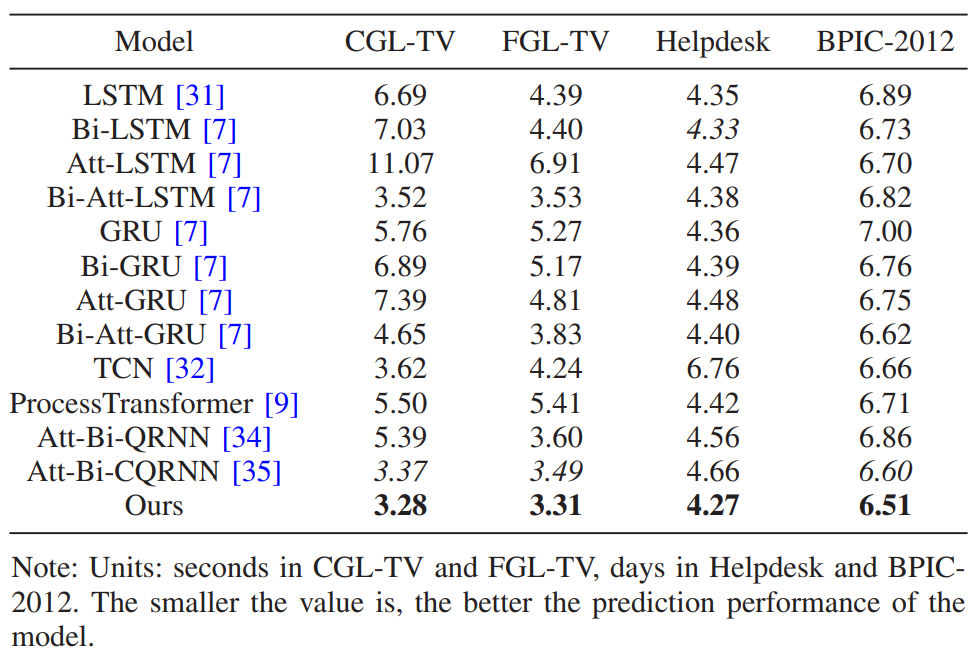 Model CGL-TV FGL-TV Helpdesk BPIC-2012
LSTM [31] 6.69 4.39 4.35 6.89
Bi-LSTM [7] 7.03 4.40 4.33 6.73
Att-LSTM [7] 11.07 6.91 4.47 6.70
Bi-Att-LSTM [7] 3.52 3.53 4.38 6.82
GRU [7] 5.76 5.27 4.36 7.00
Bi-GRU [7] 6.89 5.17 4.39 6.76
Att-GRU [7] 7.39 4.81 4.48 6.75
Bi-Att-GRU [7] 4.65 3.83 4.40 6.62
TCN [32] 3.62 4.24 6.76 6.66
ProcessTransformer [9] 5.50 5.41 4.42 6.71
Att-Bi-QRNN [34] 5.39 3.60 4.56 6.86
Att-Bi-CQRNN [35] 3.37 3.49 4.66 6.60
Ours 3.28 3.31 4.27 6.51
Note: Units: seconds in CGL-TV and FGL-TV, days in Helpdesk and BPIC-
2012. The smaller the value is, the better the prediction performance of the
model.